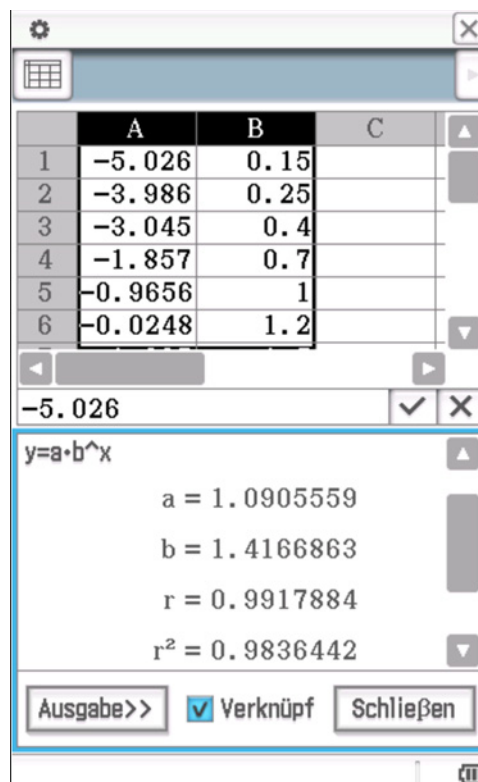 A B C
1 −5.026 0.15
2 −3.986 0.25
3 −3.045 0.4
4 −1.857 0.7
5 −0.9656 1
6 −0.0248 1.2
−5.026
y=a·b^x
a = 1.0905559
b = 1.4166863
r = 0.9917884
r² = 0.9836442
Ausgabe>> Verknüpf Schließen